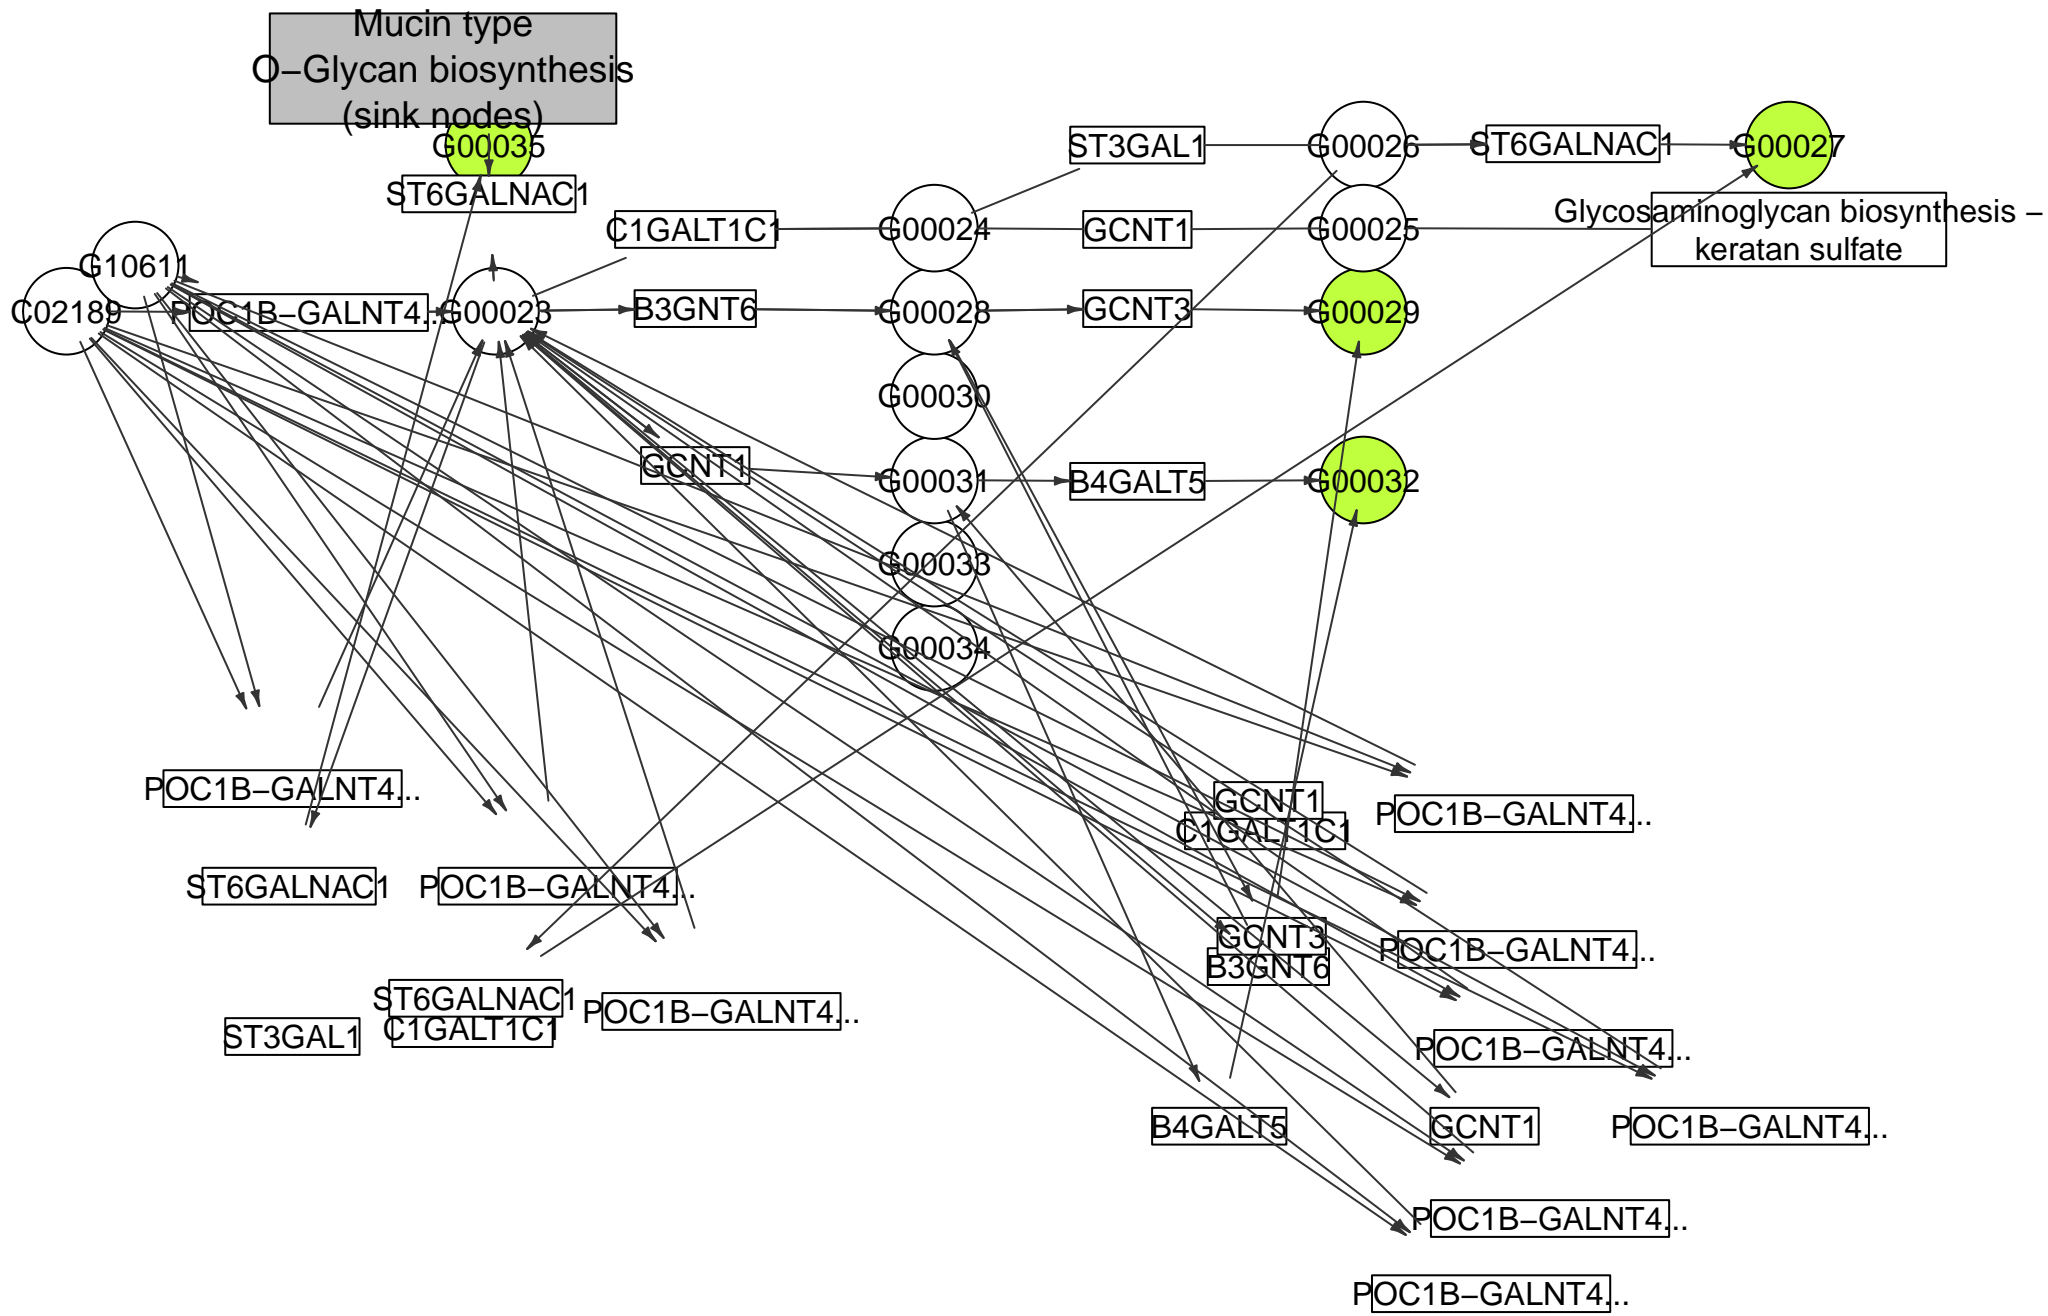 Mucin type
O−Glycan biosynthesis
(sink nodes)
G00035
ST3GAL1
G00026
ST6GALNAC1
G00027
ST6GALNAC1
C1GALT1C1
G00024
GCNT1
G00025
Glycosaminoglycan biosynthesis −
keratan sulfate
G10611
C02189
POC1B−GALNT4...
G00023
B3GNT6
G00028
GCNT3
G00029
G00030
GCNT1
G00031
B4GALT5
G00032
G00033
G00034
POC1B−GALNT4...
GCNT1
POC1B−GALNT4...
C1GALT1C1
ST6GALNAC1
POC1B−GALNT4...
GCNT3
POC1B−GALNT4...
B3GNT6
ST6GALNAC1
POC1B−GALNT4...
C1GALT1C1
ST3GAL1
POC1B−GALNT4...
B4GALT5
GCNT1
POC1B−GALNT4...
POC1B−GALNT4...
POC1B−GALNT4...